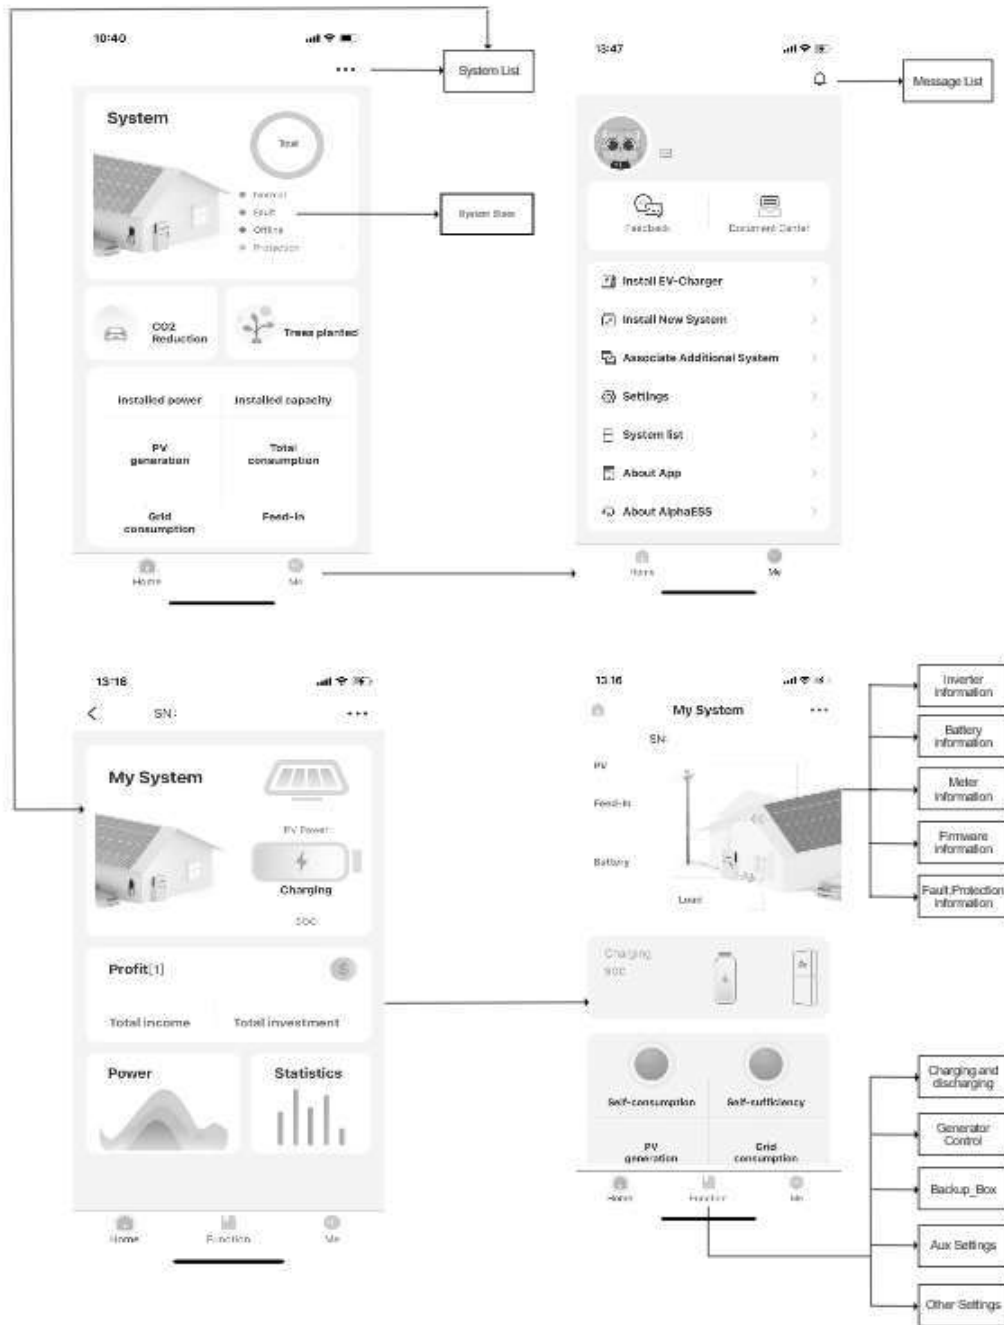 10:40
System List
System
Total
Normal
Fault
Offline
Protection
System State
CO2
Reduction
Trees planted
Installed power
Installed capacity
PV
generation
Total
consumption
Grid
consumption
Feed-in
Home
Me
13:47
Message List
Feedback
Document Center
Install EV-Charger
Install New System
Associate Additional System
Settings
System list
About App
About AlphaESS
Home
Me
13:16
SN:
My System
PV Power:
Charging
SOC
Profit[1]
Total income
Total investment
Power
Statistics
Home
Function
Me
13:16
My System
SN:
PV
Feed-in
Battery
Load
Charging
SOC
Self-consumption
Self-sufficiency
PV
generation
Grid
consumption
Home
Function
Me
Inverter
information
Battery
information
Meter
information
Firmware
information
Fault/Protection
information
Charging and
discharging
Generator
Control
Backup_Box
Aux Settings
Other Settings